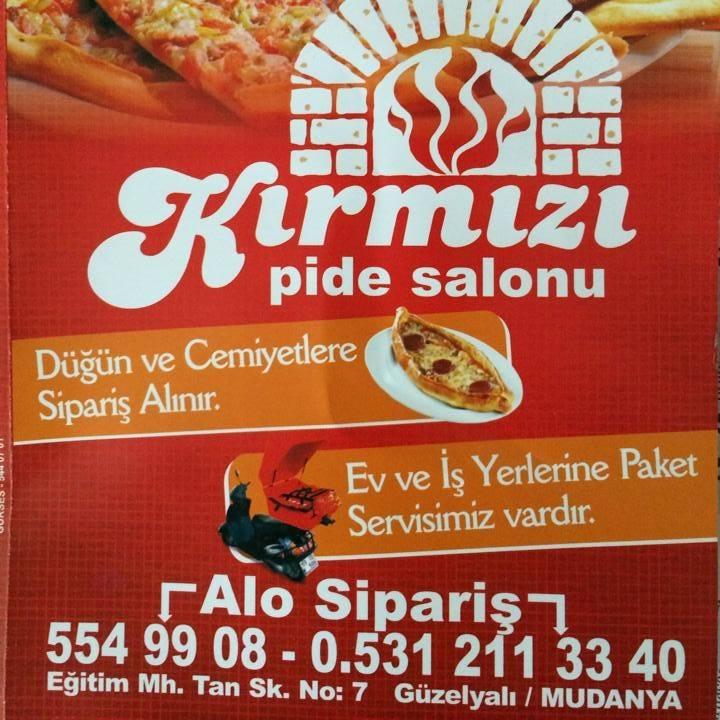 Kırmızı
pide salonu
Düğün ve Cemiyetlere
Sipariş Alınır.
Ev ve İş Yerlerine Paket
Servisimiz vardır.
Alo Sipariş
554 99 08 - 0.531 211 33 40
Eğitim Mh. Tan Sk. No: 7 Güzelyalı / MUDANYA